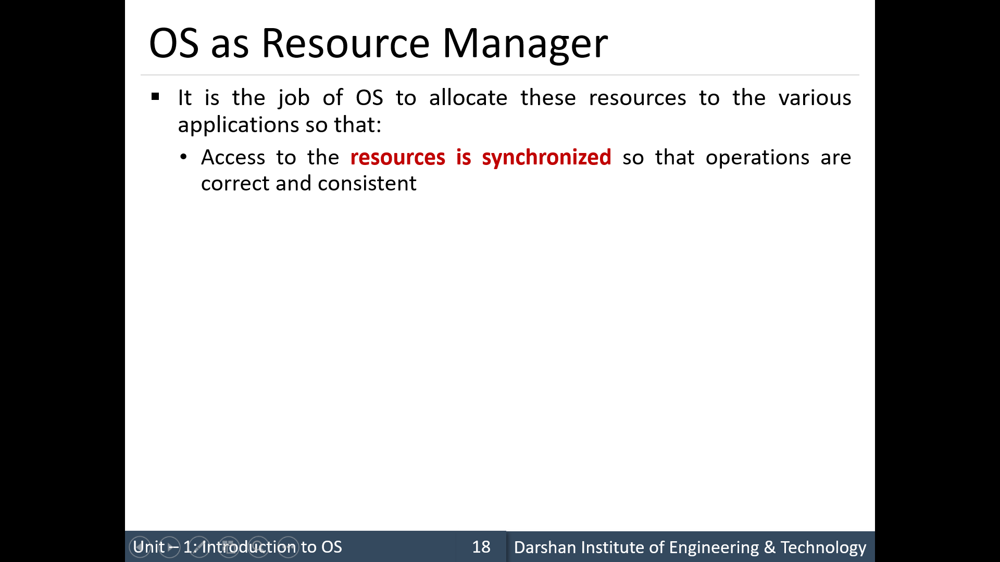 OS as Resource Manager
▪ It is the job of OS to allocate these resources to the various
applications so that:
• Access to the resources is synchronized so that operations are
correct and consistent
Unit – 1: Introduction to OS
18
Darshan Institute of Engineering & Technology